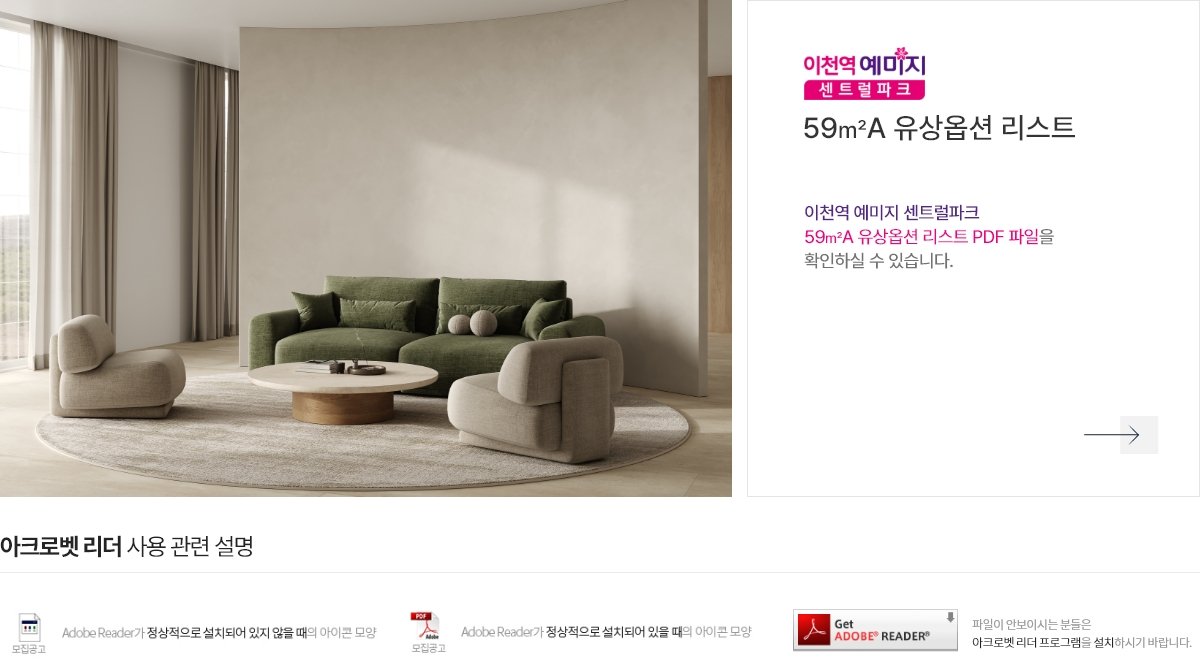 이천역 예미지
센트럴파크
59m²A 유상옵션 리스트
이천역 예미지 센트럴파크
59m²A 유상옵션 리스트 PDF 파일을
확인하실 수 있습니다.
아크로벳 리더 사용 관련 설명
모집공고
Adobe Reader가 정상적으로 설치되어 있지 않을 때의 아이콘 모양
PDF
Adobe
모집공고
Adobe Reader가 정상적으로 설치되어 있을 때의 아이콘 모양
Get
ADOBE® READER®
파일이 안보이시는 분들은
아크로벳 리더 프로그램을 설치하시기 바랍니다.